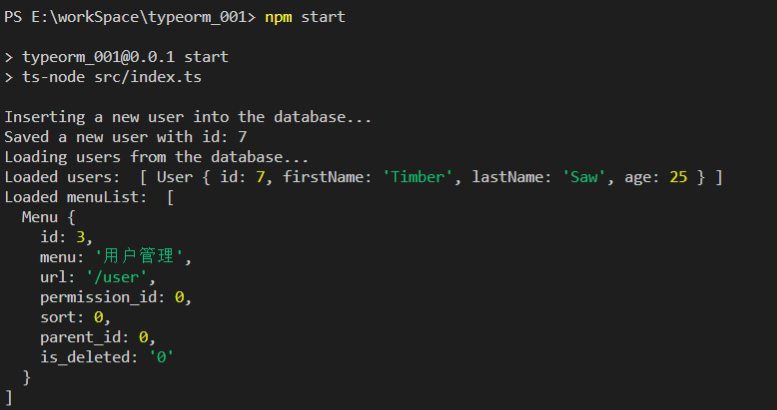 PS E:\workSpace\typeorm_001> npm start
> typeorm_001@0.0.1 start
> ts-node src/index.ts
Inserting a new user into the database...
Saved a new user with id: 7
Loading users from the database...
Loaded users:  [ User { id: 7, firstName: 'Timber', lastName: 'Saw', age: 25 } ]
Loaded menuList:  [
  Menu {
    id: 3,
    menu: '用户管理',
    url: '/user',
    permission_id: 0,
    sort: 0,
    parent_id: 0,
    is_deleted: '0'
  }
]